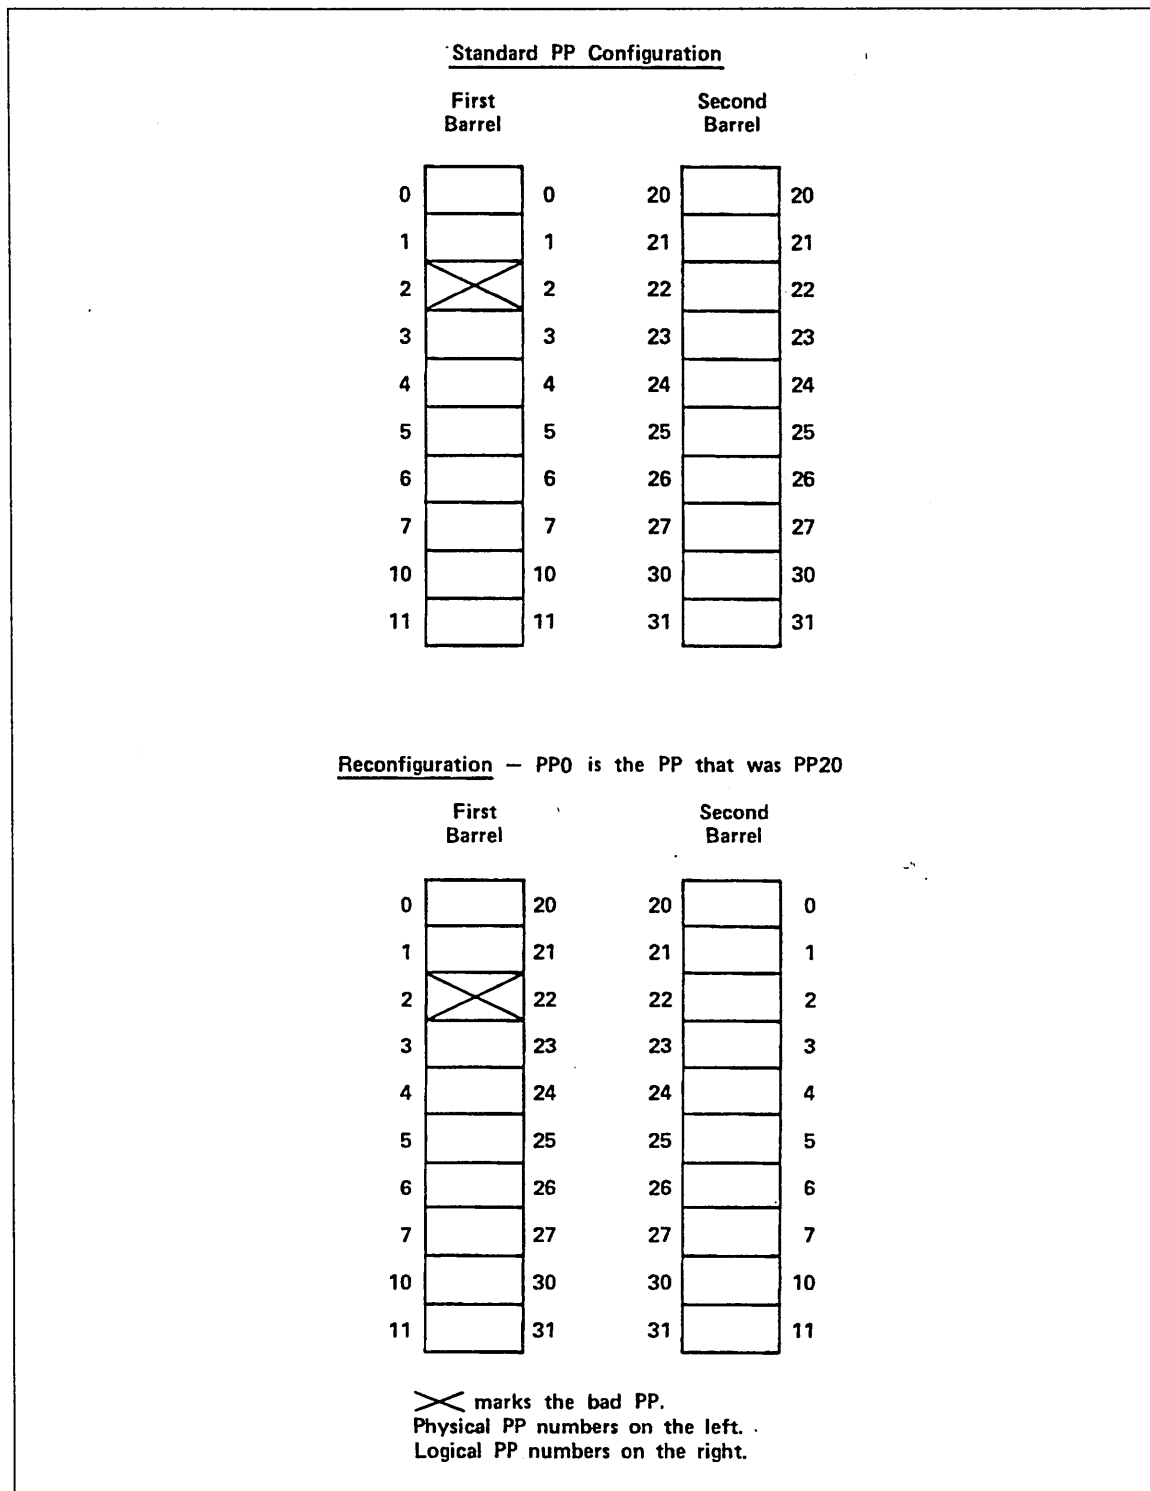 Standard PP Configuration
First Second
Barrel Barrel
0 0 20 20
1 1 21 21
2 2 22 22
3 3 23 23
4 4 24 24
5 5 25 25
6 6 26 26
7 7 27 27
10 10 30 30
11 11 31 31
Reconfiguration — PP0 is the PP that was PP20
First Second
Barrel Barrel
0 20 20 0
1 21 21 1
2 22 22 2
3 23 23 3
4 24 24 4
5 25 25 5
6 26 26 6
7 27 27 7
10 30 30 10
11 31 31 11
marks the bad PP.
Physical PP numbers on the left.
Logical PP numbers on the right.